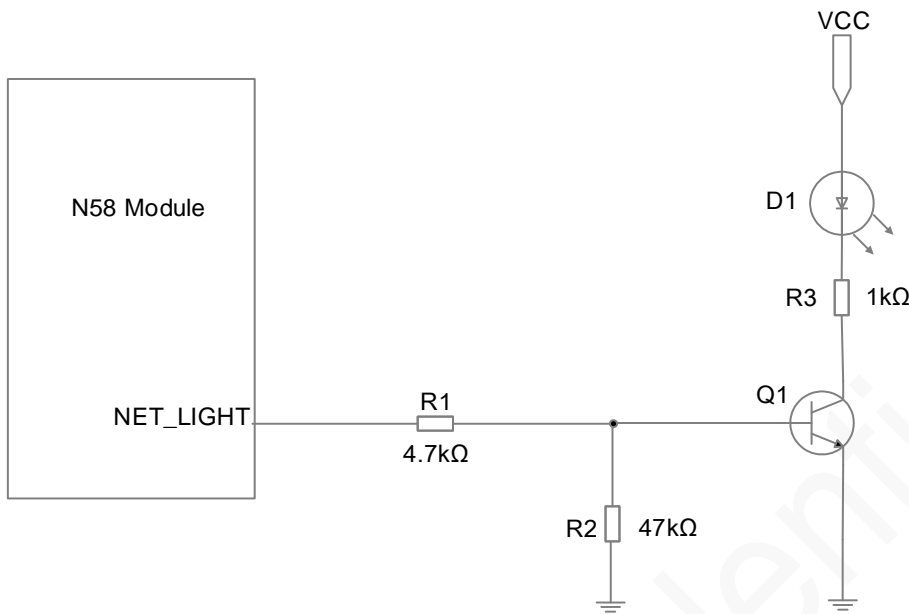 VCC
N58 Module
D1
R3 1kΩ
NET_LIGHT
R1
4.7kΩ
Q1
R2 47kΩ